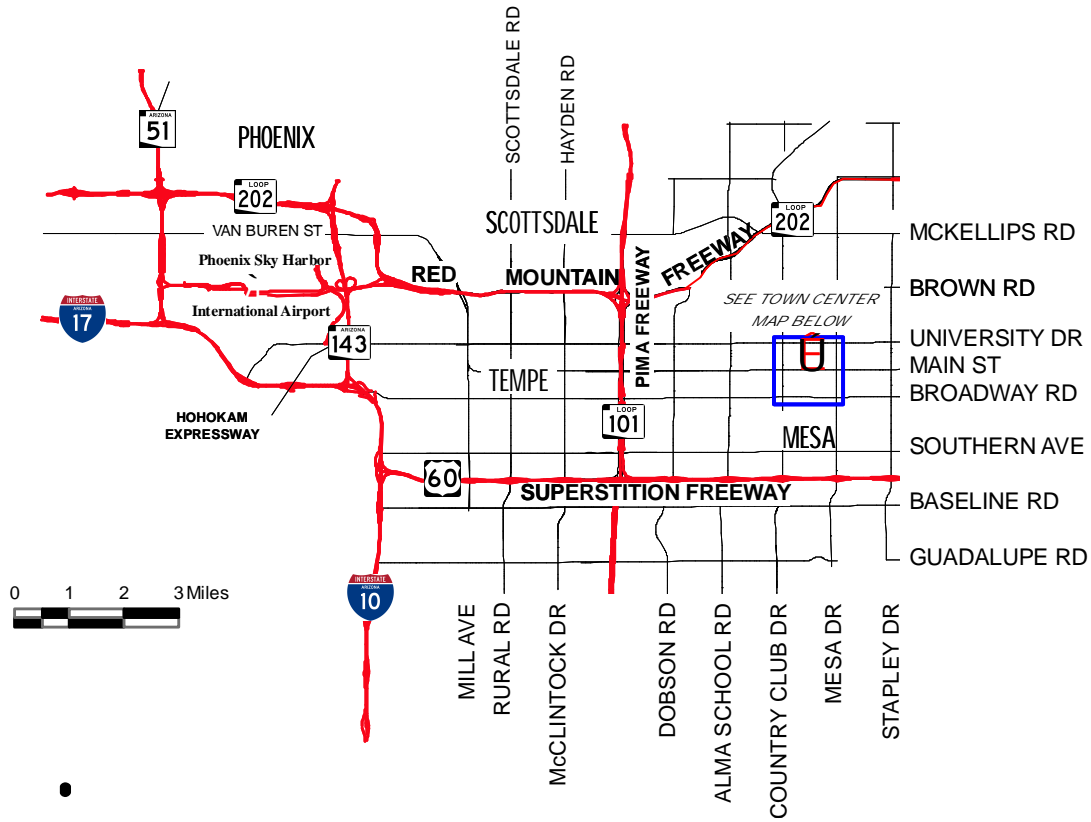 SCOTTSDALE RD
HAYDEN RD
ARIZONA
51
PHOENIX
LOOP
202
VAN BUREN ST
SCOTTSDALE
LOOP
202
MCKELLIPS RD
Phoenix Sky Harbor
International Airport
RED MOUNTAIN FREEWAY
BROWN RD
SEE TOWN CENTER
MAP BELOW
INTERSTATE
ARIZONA
17
ARIZONA
143
PIMA FREEWAY
UNIVERSITY DR
MAIN ST
TEMPE
BROADWAY RD
HOHOKAM
EXPRESSWAY
LOOP
101
MESA
SOUTHERN AVE
60
SUPERSTITION FREEWAY
BASELINE RD
GUADALUPE RD
INTERSTATE
ARIZONA
10
0 1 2 3 Miles
MILL AVE
RURAL RD
McCLINTOCK DR
DOBSON RD
ALMA SCHOOL RD
COUNTRY CLUB DR
MESA DR
STAPLEY DR